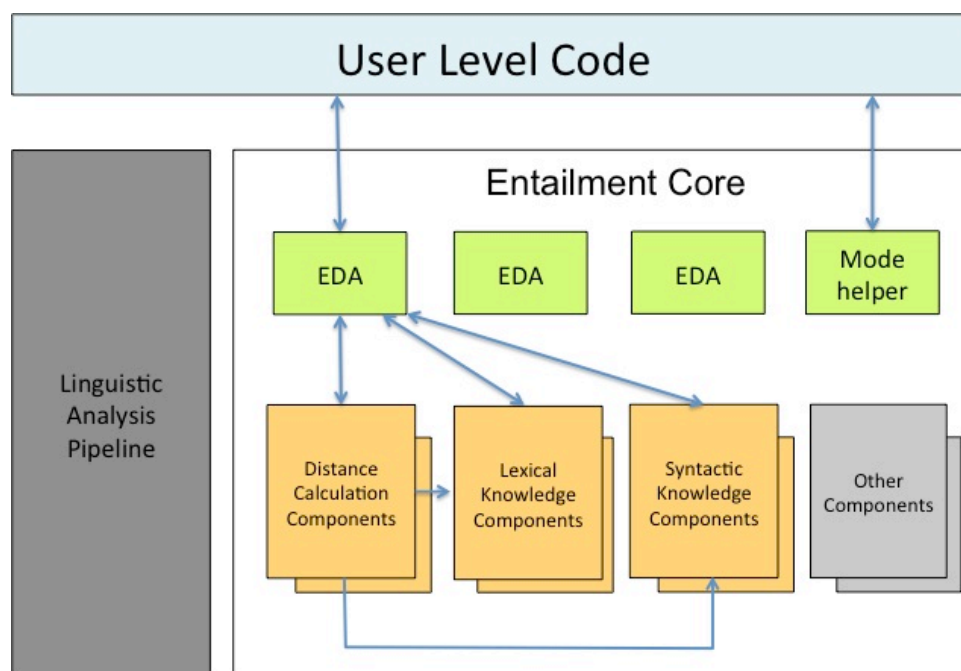 User Level Code
Entailment Core
EDA
EDA
EDA
Mode
helper
Linguistic
Analysis
Pipeline
Distance
Calculation
Components
Lexical
Knowledge
Components
Syntactic
Knowledge
Components
Other
Components